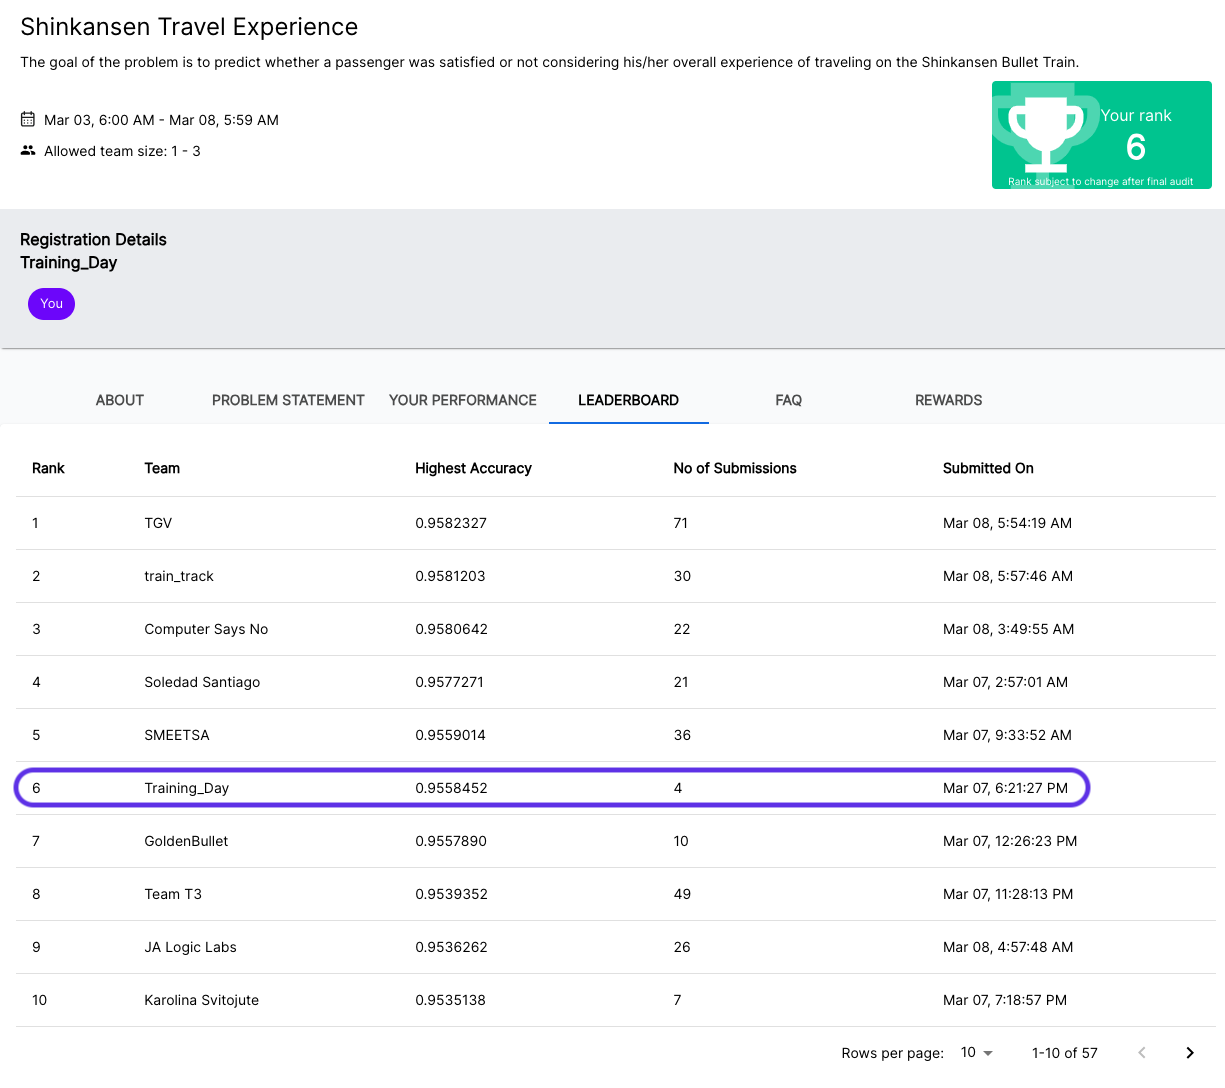 Shinkansen Travel Experience
The goal of the problem is to predict whether a passenger was satisfied or not considering his/her overall experience of traveling on the Shinkansen Bullet Train.
Mar 03, 6:00 AM - Mar 08, 5:59 AM
Allowed team size: 1 - 3
Your rank
6
Rank subject to change after final audit
Registration Details
Training_Day
You
ABOUT PROBLEM STATEMENT YOUR PERFORMANCE LEADERBOARD FAQ REWARDS
Rank Team Highest Accuracy No of Submissions Submitted On
1 TGV 0.9582327 71 Mar 08, 5:54:19 AM
2 train_track 0.9581203 30 Mar 08, 5:57:46 AM
3 Computer Says No 0.9580642 22 Mar 08, 3:49:55 AM
4 Soledad Santiago 0.9577271 21 Mar 07, 2:57:01 AM
5 SMEETSA 0.9559014 36 Mar 07, 9:33:52 AM
6 Training_Day 0.9558452 4 Mar 07, 6:21:27 PM
7 GoldenBullet 0.9557890 10 Mar 07, 12:26:23 PM
8 Team T3 0.9539352 49 Mar 07, 11:28:13 PM
9 JA Logic Labs 0.9536262 26 Mar 08, 4:57:48 AM
10 Karolina Svitojute 0.9535138 7 Mar 07, 7:18:57 PM
Rows per page: 10 1-10 of 57